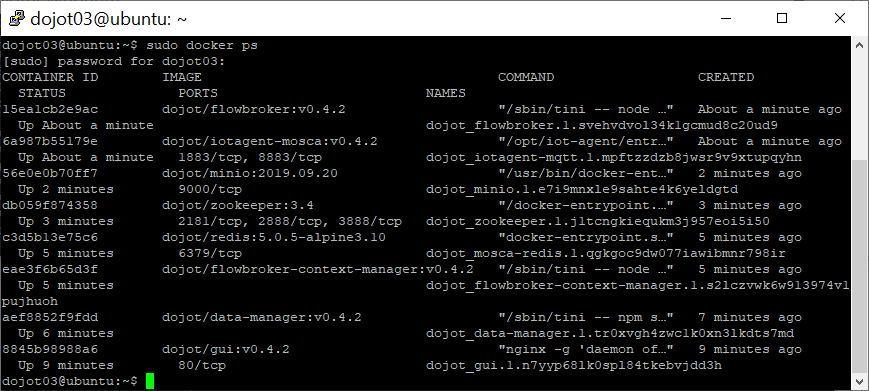 dojot03@ubuntu: ~
dojot03@ubuntu:~$ sudo docker ps
[sudo] password for dojot03:
CONTAINER ID        IMAGE                                     COMMAND                  CREATED
  STATUS              PORTS                          NAMES
15ea1cb2e9ac        dojot/flowbroker:v0.4.2                   "/sbin/tini -- node …"   About a minute ago
  Up About a minute                                  dojot_flowbroker.1.svehvdvol34klgcmud8c20ud9
6a987b55179e        dojot/iotagent-mosca:v0.4.2               "/opt/iot-agent/entr…"   About a minute ago
  Up About a minute   1883/tcp, 8883/tcp             dojot_iotagent-mqtt.1.mpftzzdzb8jwsr9v9xtupqyhn
56e0e0b70ff7        dojot/minio:2019.09.20                    "/usr/bin/docker-ent…"   2 minutes ago
  Up 2 minutes        9000/tcp                       dojot_minio.1.e7i9mnxle9sahte4k6yeldgtd
db059f874358        dojot/zookeeper:3.4                       "/docker-entrypoint.…"   3 minutes ago
  Up 3 minutes        2181/tcp, 2888/tcp, 3888/tcp   dojot_zookeeper.1.j1tcngkiequkm3j957eoi5i50
c3d5b13e75c6        dojot/redis:5.0.5-alpine3.10              "docker-entrypoint.s…"   5 minutes ago
  Up 5 minutes        6379/tcp                       dojot_mosca-redis.1.qgkgoc9dw077iawibmnr798ir
eae3f6b65d3f        dojot/flowbroker-context-manager:v0.4.2   "/sbin/tini -- node …"   5 minutes ago
  Up 5 minutes                                       dojot_flowbroker-context-manager.1.s2lczvwk6w9l3974vl
pujhuoh
aef8852f9fdd        dojot/data-manager:v0.4.2                 "/sbin/tini -- npm s…"   6 minutes ago
  Up 6 minutes                                       dojot_data-manager.1.tr0xvgh4zwclk0xn3lkdts7md
8845b98988a6        dojot/gui:v0.4.2                          "nginx -g 'daemon of…"   9 minutes ago
  Up 9 minutes        80/tcp                         dojot_gui.1.n7yyp68lk0spl84tkebvjdd3h
dojot03@ubuntu:~$